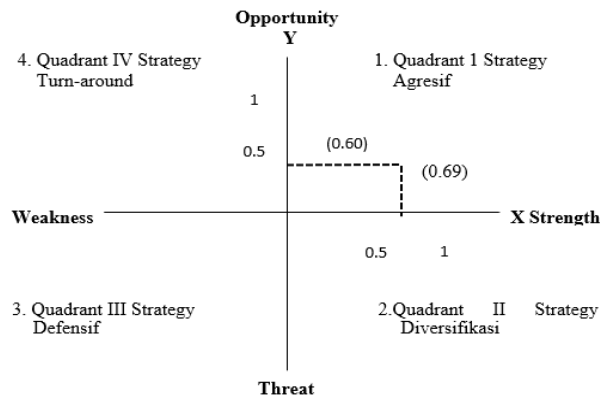 Opportunity
Y
4. Quadrant IV Strategy
Turn-around
1. Quadrant 1 Strategy
Agresif
1
0.5
(0.60)
(0.69)
Weakness
X Strength
0.5
1
3. Quadrant III Strategy
Defensif
2.Quadrant II Strategy
Diversifikasi
Threat